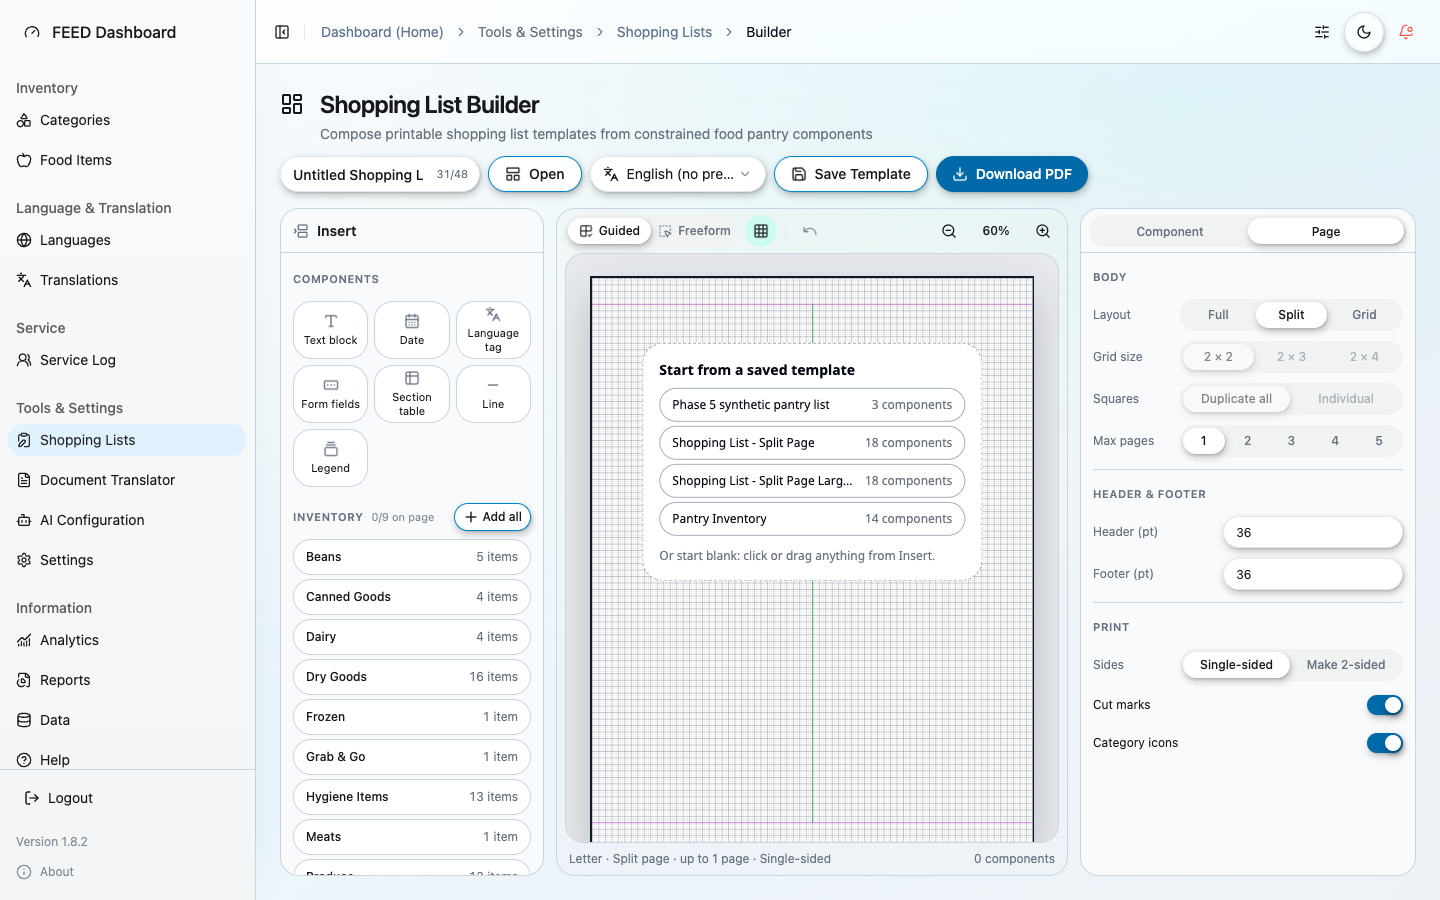 FEED Dashboard
Inventory
Categories
Food Items
Language & Translation
Languages
Translations
Service
Service Log
Tools & Settings
Shopping Lists
Document Translator
AI Configuration
Settings
Information
Analytics
Reports
Data
Help
Logout
Version 1.8.2
About
Dashboard (Home) > Tools & Settings > Shopping Lists > Builder
Shopping List Builder
Compose printable shopping list templates from constrained food pantry components
Untitled Shopping L 31/48
Open
English (no pre...
Save Template
Download PDF
Insert
COMPONENTS
Text block
Date
Language tag
Form fields
Section table
Line
Legend
INVENTORY 0/9 on page
Add all
Beans 5 items
Canned Goods 4 items
Dairy 4 items
Dry Goods 16 items
Frozen 1 item
Grab & Go 1 item
Hygiene Items 13 items
Meats 1 item
Guided
Freeform
60%
Start from a saved template
Phase 5 synthetic pantry list 3 components
Shopping List - Split Page 18 components
Shopping List - Split Page Larg... 18 components
Pantry Inventory 14 components
Or start blank: click or drag anything from Insert.
Letter · Split page · up to 1 page · Single-sided
0 components
Component
Page
BODY
Layout Full Split Grid
Grid size 2 × 2 2 × 3 2 × 4
Squares Duplicate all Individual
Max pages 1 2 3 4 5
HEADER & FOOTER
Header (pt) 36
Footer (pt) 36
PRINT
Sides Single-sided Make 2-sided
Cut marks
Category icons